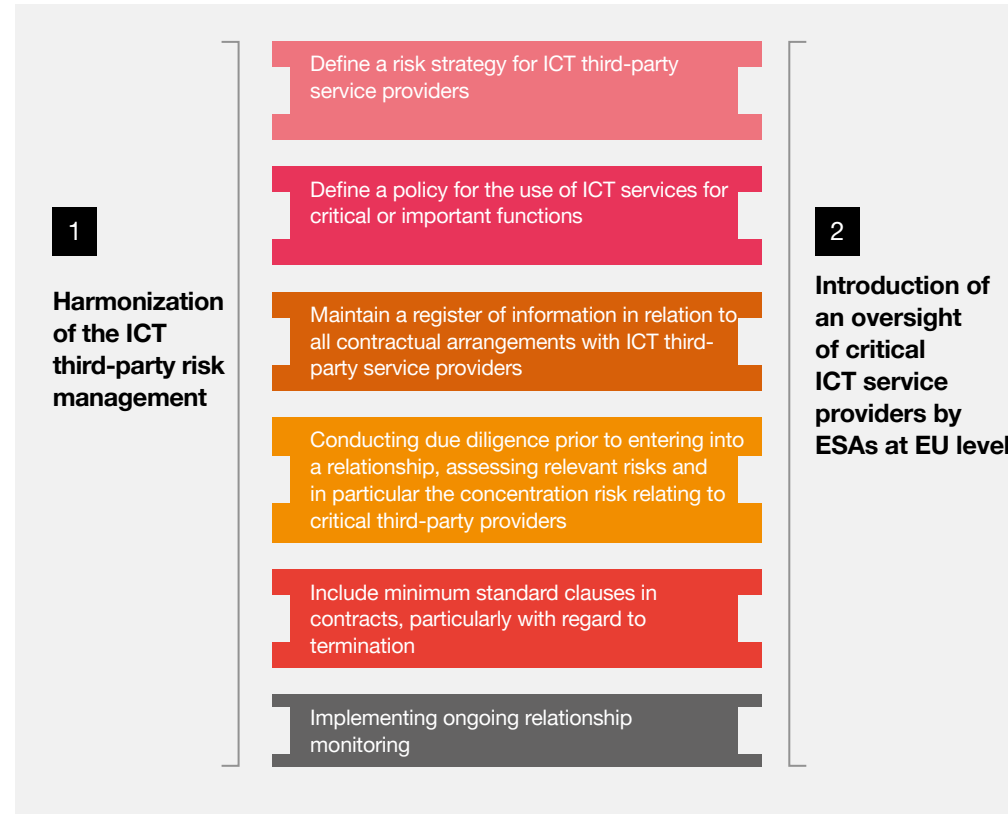 1
Harmonization
of the ICT
third-party risk
management
Define a risk strategy for ICT third-party
service providers
Define a policy for the use of ICT services for
critical or important functions
Maintain a register of information in relation to
all contractual arrangements with ICT third-
party service providers
Conducting due diligence prior to entering into
a relationship, assessing relevant risks and
in particular the concentration risk relating to
critical third-party providers
Include minimum standard clauses in
contracts, particularly with regard to
termination
Implementing ongoing relationship
monitoring
2
Introduction of
an oversight
of critical
ICT service
providers by
ESAs at EU level